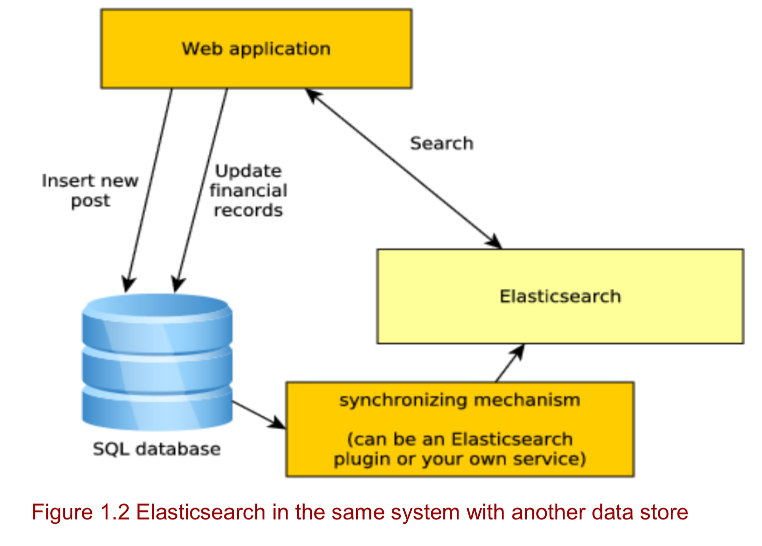 Web application
Search
Insert new
post
Update
financial
records
Elasticsearch
synchronizing mechanism
(can be an Elasticsearch
plugin or your own service)
SQL database
Figure 1.2 Elasticsearch in the same system with another data store